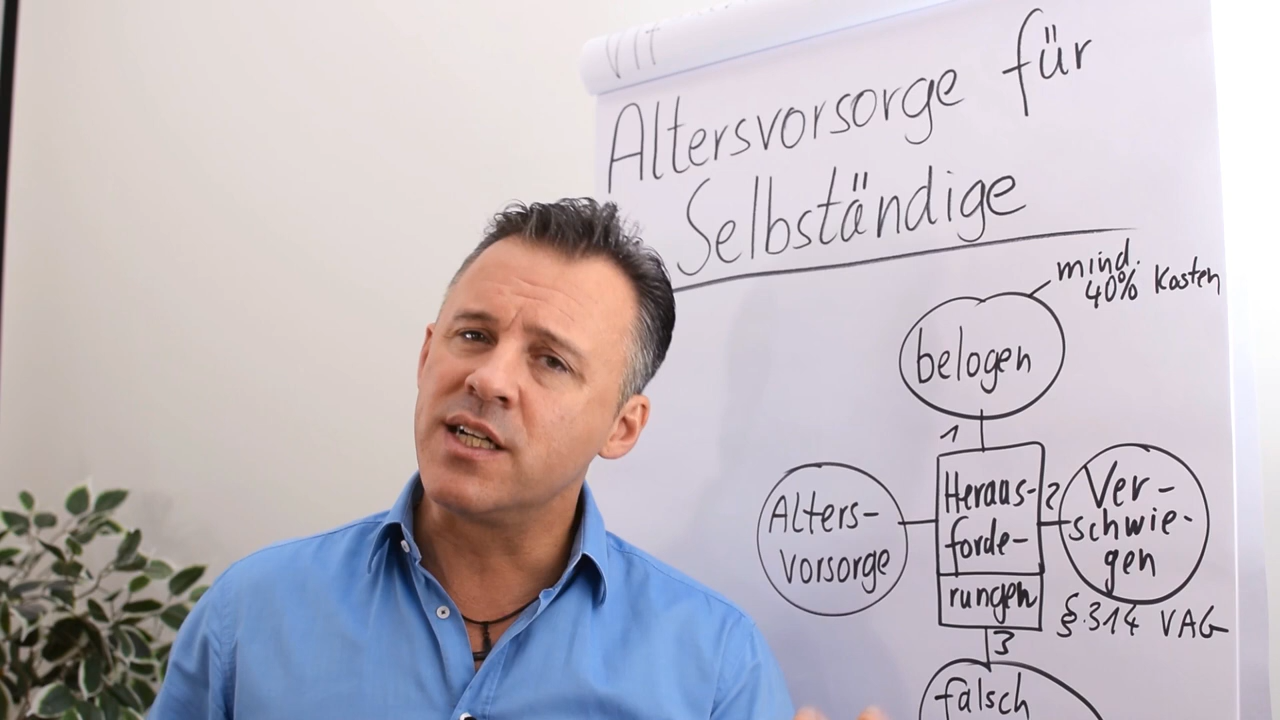 VIT
Altersvorsorge für
Selbständige
mind.
40% Kosten
belogen
1
Alters-
vorsorge
Heraus-
forde-
rungen
2
Ver-
schwie-
gen
§.314 VAG
3
falsch